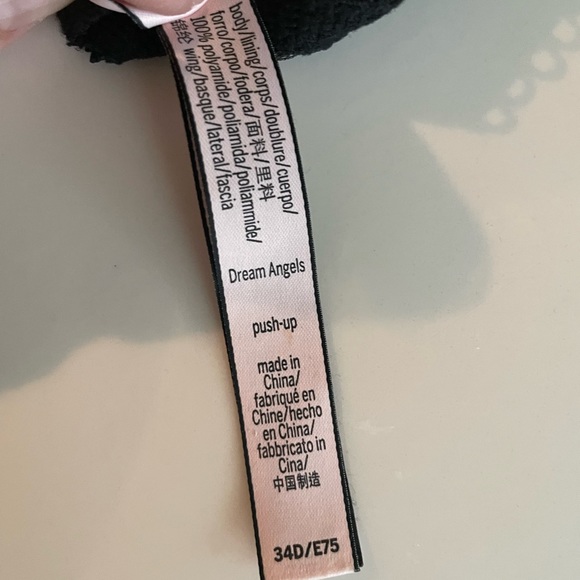 body/lining/corps/doublure/cuerpo/
forro/corpo/fodera/面料/里料
100% polyamide/poliamida/poliammide/
锦纶 wing/basque/lateral/fascia
Dream Angels
push-up
made in
China/
fabriqué en
Chine/hecho
en China/
fabbricato in
Cina/
中国制造
34D/E75